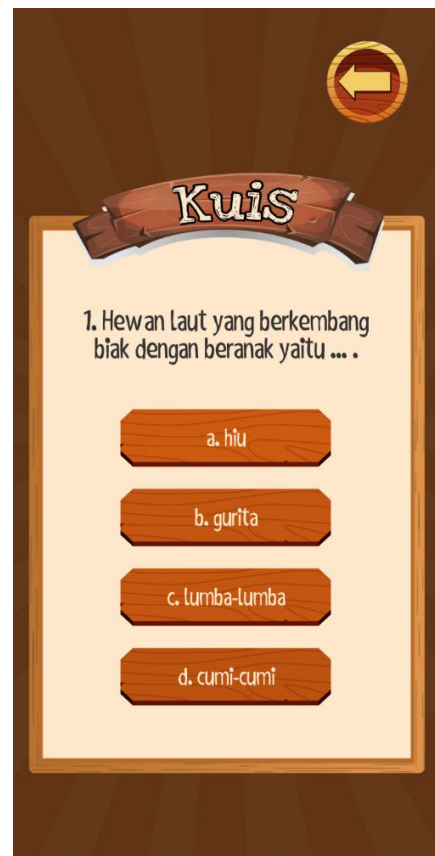 Kuis
1. Hewan laut yang berkembang
biak dengan beranak yaitu ... .
a. hiu
b. gurita
c. lumba-lumba
d. cumi-cumi